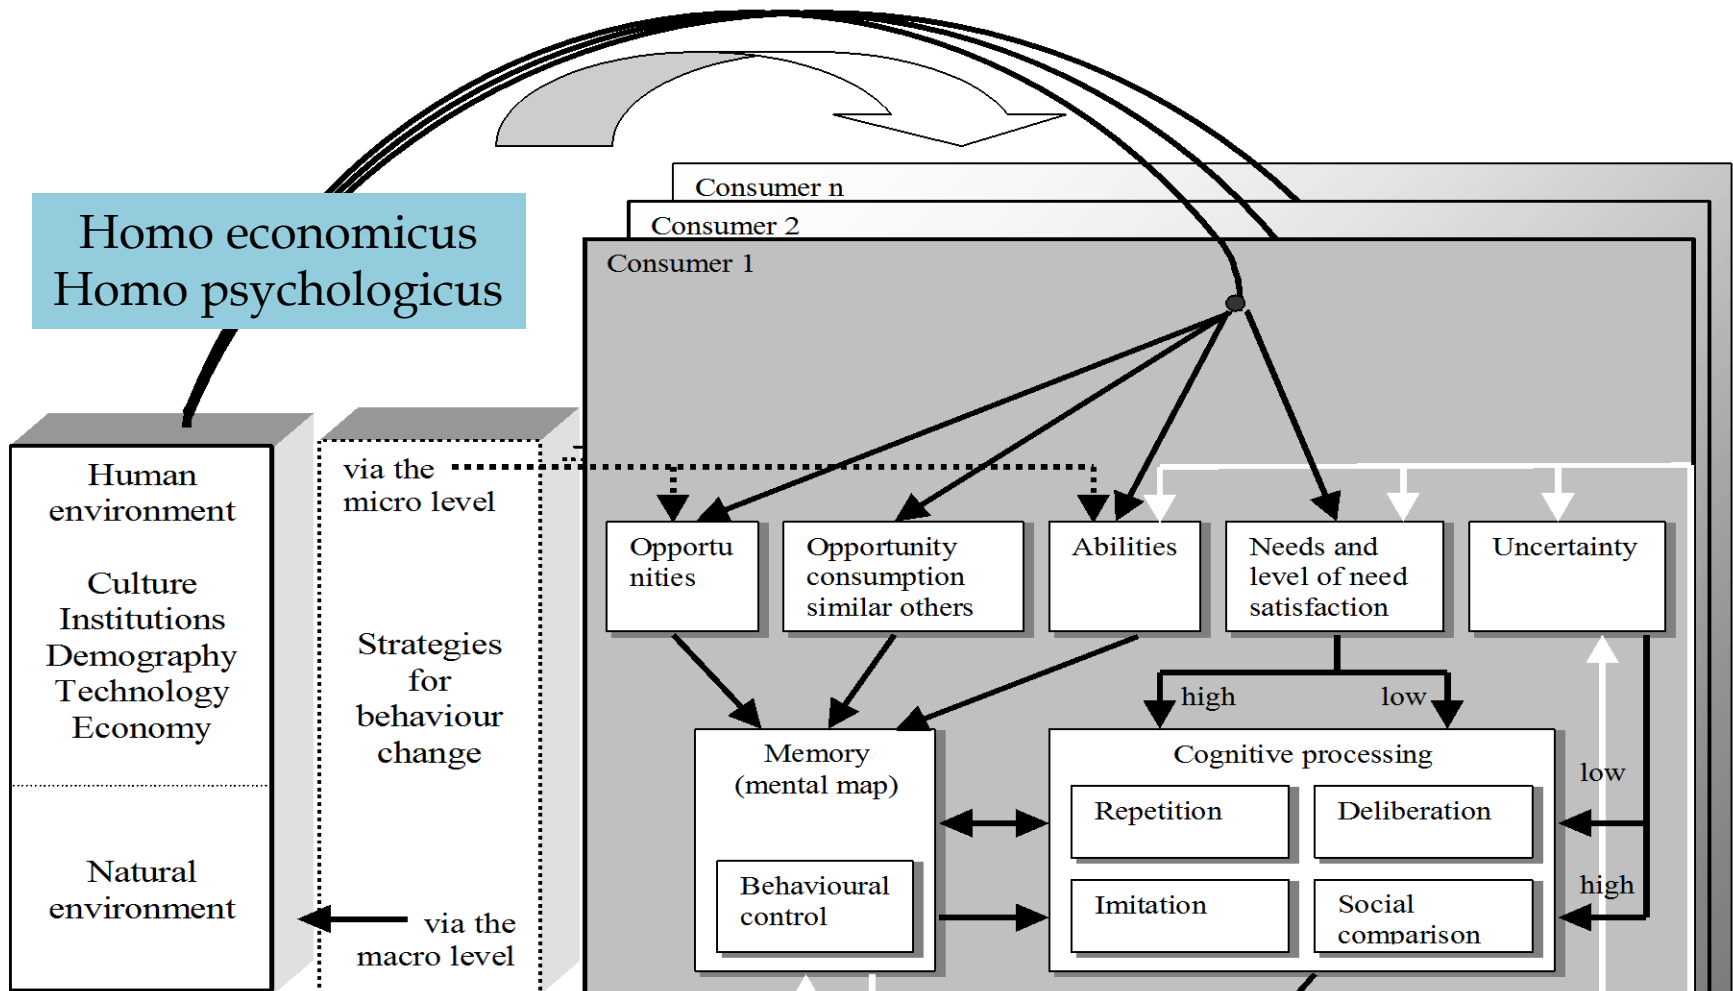 Homo economicus
Homo psychologicus
Consumer n
Consumer 2
Consumer 1
Human
environment
Culture
Institutions
Demography
Technology
Economy
Natural
environment
via the
micro level
Strategies
for
behaviour
change
via the
macro level
Opportu
nities
Opportunity
consumption
similar others
Abilities
Needs and
level of need
satisfaction
Uncertainty
high
low
Memory
(mental map)
Behavioural
control
Cognitive processing
Repetition
Deliberation
Imitation
Social
comparison
low
high